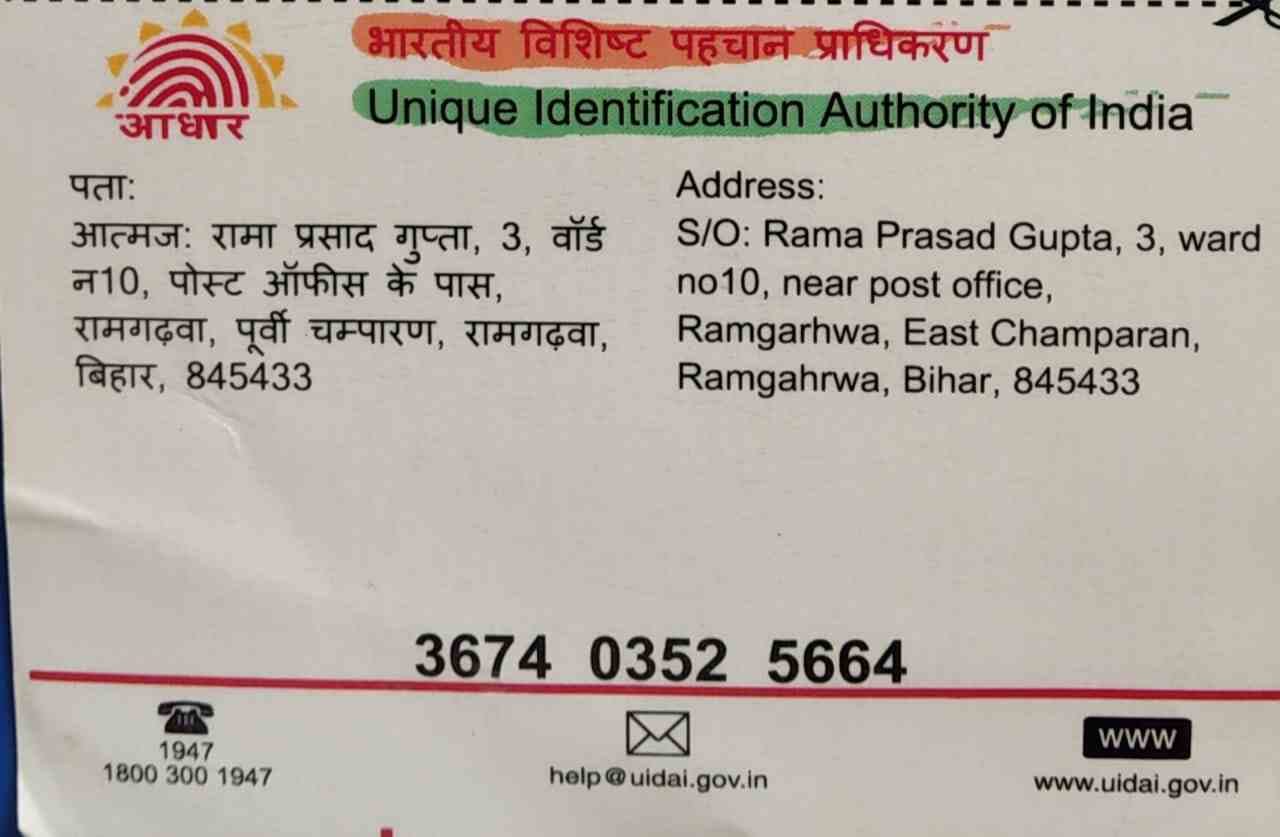 आधार
भारतीय विशिष्ट पहचान प्राधिकरण
Unique Identification Authority of India
पता:
आत्मज: रामा प्रसाद गुप्ता, 3, वॉर्ड
न10, पोस्ट ऑफीस के पास,
रामगढ़वा, पूर्वी चम्पारण, रामगढ़वा,
बिहार, 845433
Address:
S/O: Rama Prasad Gupta, 3, ward
no10, near post office,
Ramgarhwa, East Champaran,
Ramgahrwa, Bihar, 845433
3674 0352 5664
1947
1800 300 1947
help@uidai.gov.in
www
www.uidai.gov.in